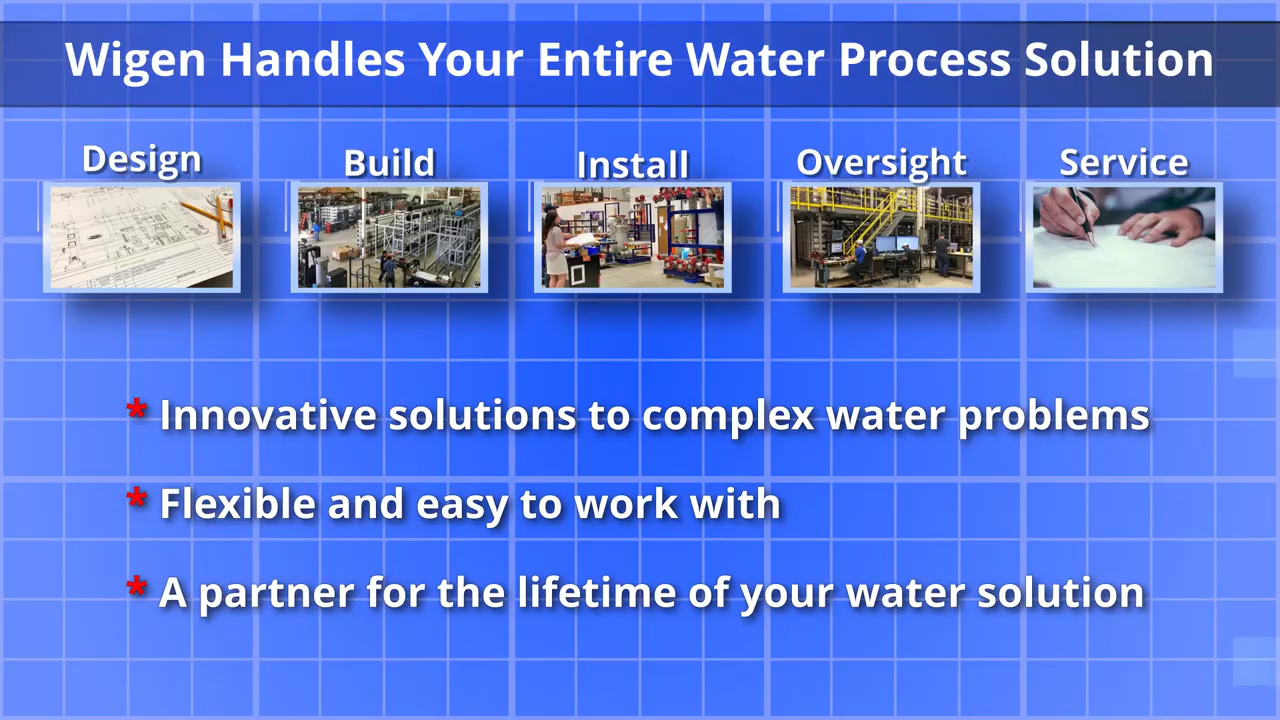 Wigen Handles Your Entire Water Process Solution
Design
Build
Install
Oversight
Service
* Innovative solutions to complex water problems
* Flexible and easy to work with
* A partner for the lifetime of your water solution